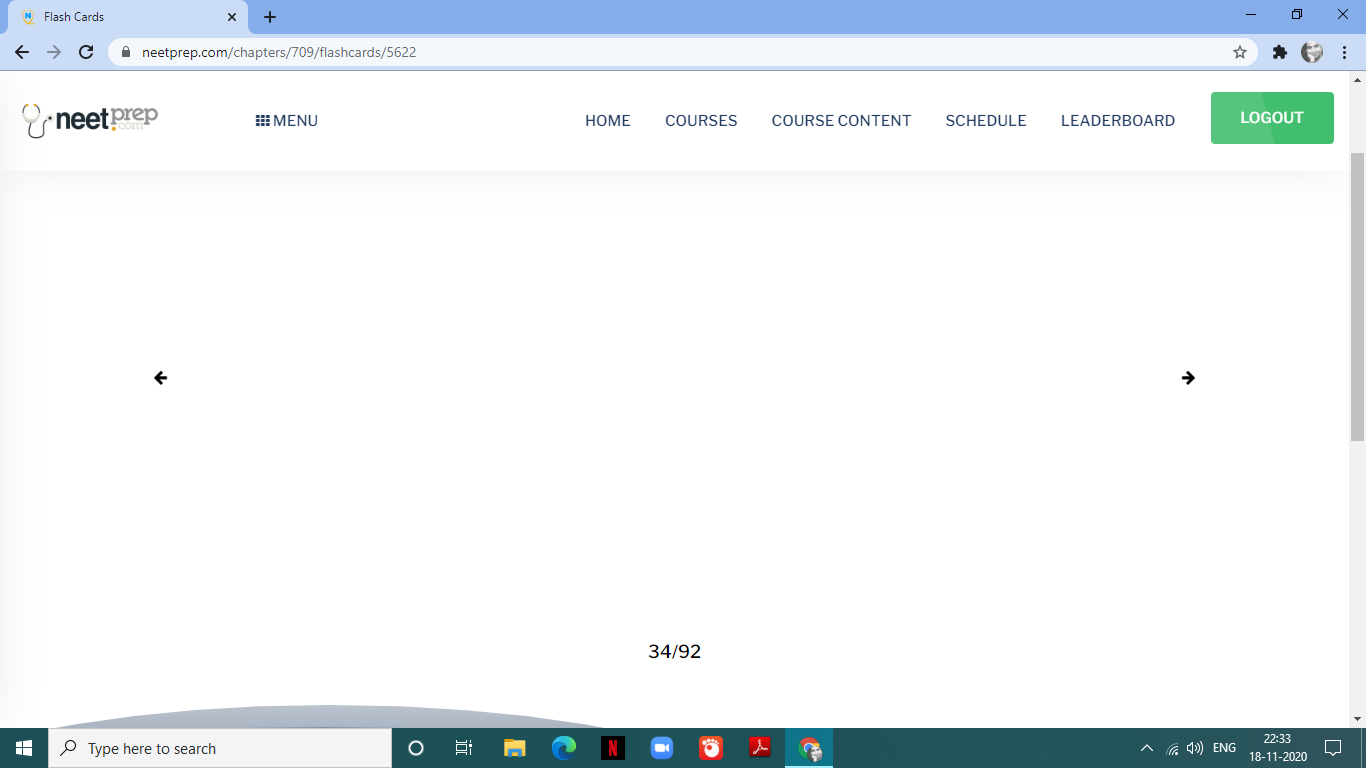 Flash Cards
neetprep.com/chapters/709/flashcards/5622
neetprep
.com
MENU
HOME
COURSES
COURSE CONTENT
SCHEDULE
LEADERBOARD
LOGOUT
34/92
Type here to search
ENG
22:33
18-11-2020